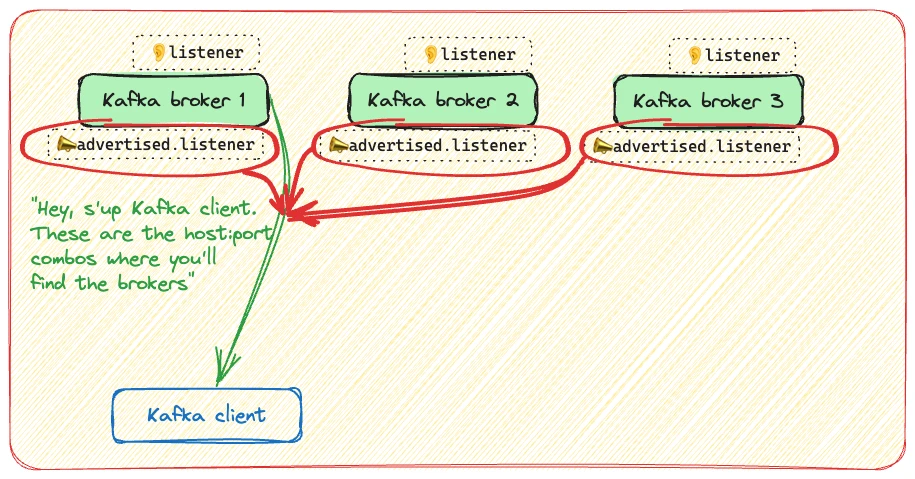 👂listener
👂listener
👂listener
Kafka broker 1
Kafka broker 2
Kafka broker 3
📣advertised.listener
📣advertised.listener
📣advertised.listener
"Hey, s'up Kafka client.
These are the host:port
combos where you'll
find the brokers"
Kafka client